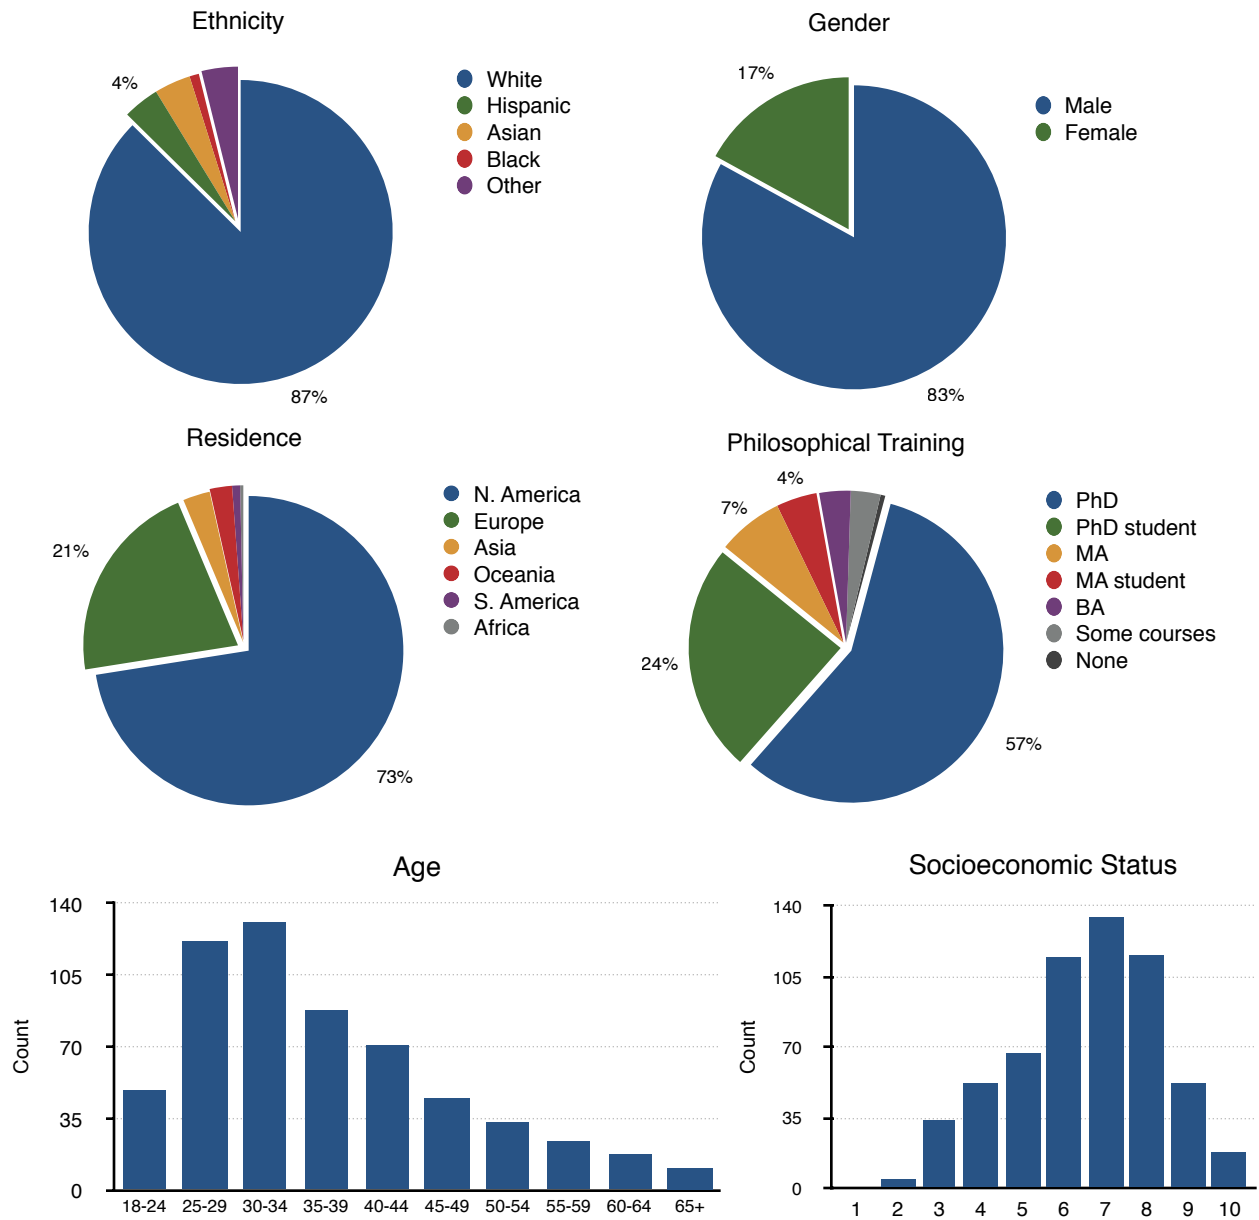 Ethnicity
4%
87%
White
Hispanic
Asian
Black
Other
Gender
17%
83%
Male
Female
Residence
21%
73%
N. America
Europe
Asia
Oceania
S. America
Africa
Philosophical Training
4%
7%
24%
57%
PhD
PhD student
MA
MA student
BA
Some courses
None
Age
Count
140
105
70
35
0
18-24 25-29 30-34 35-39 40-44 45-49 50-54 55-59 60-64 65+
Socioeconomic Status
Count
140
105
70
35
0
1 2 3 4 5 6 7 8 9 10